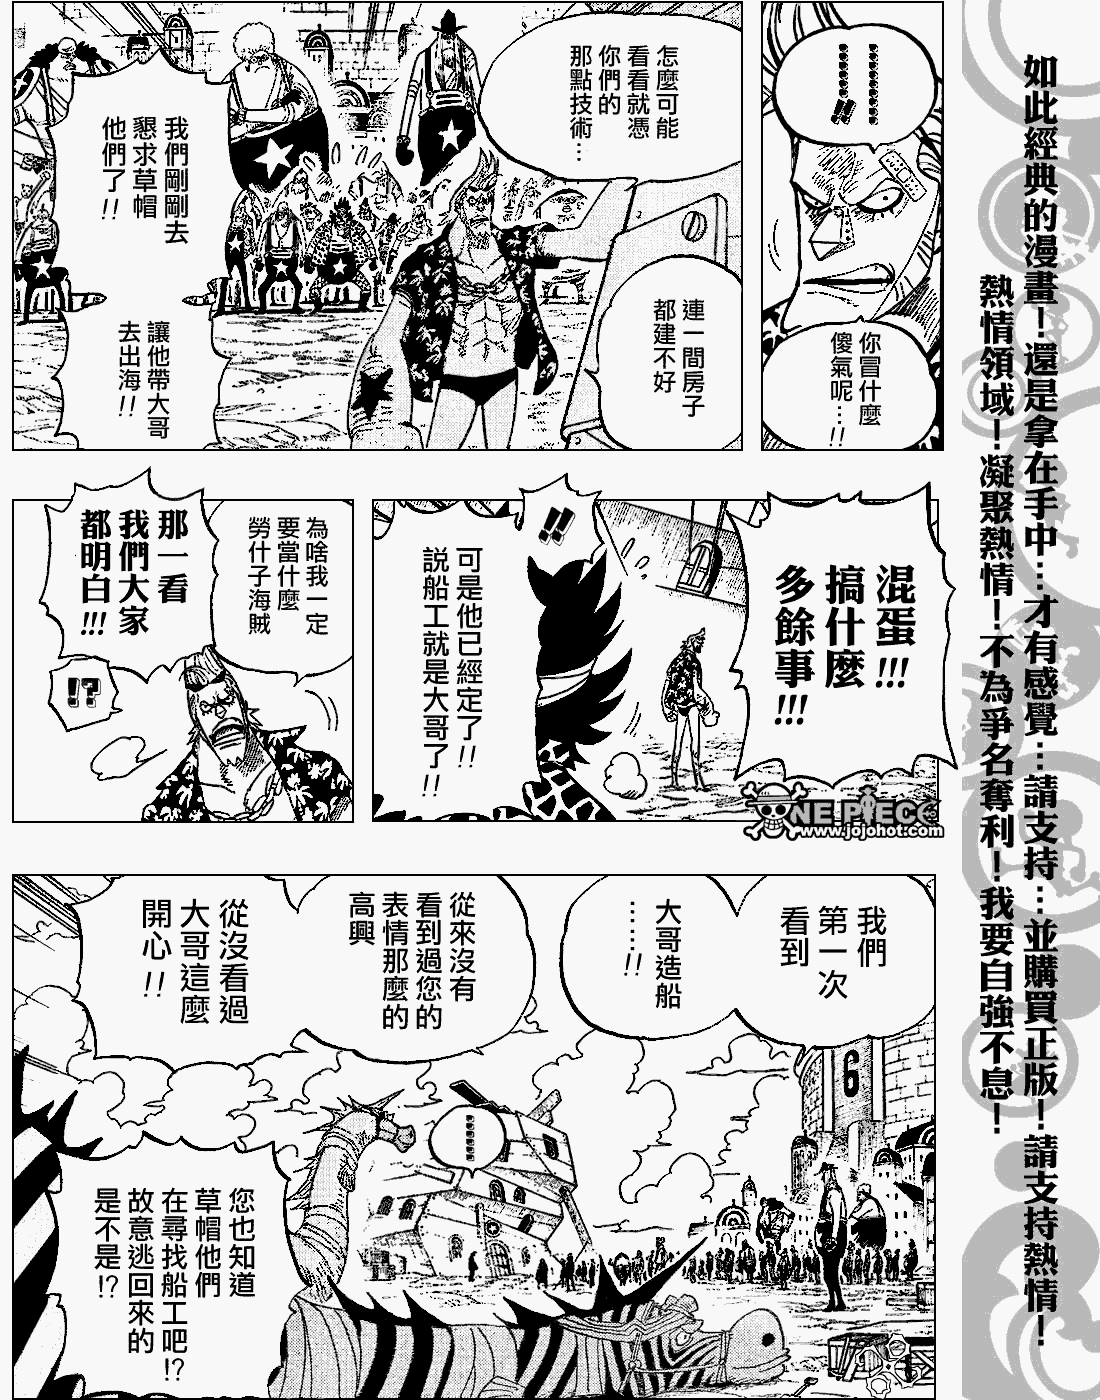 ‥‥‥‥‥‥‥‥!!
你冒什麼
傻氣呢…!!
怎麼可能
看看就憑
你們的
那點技術…
連一間房子
都建不好
我們剛剛去
懇求草帽
他們了!!
讓他帶大哥
去出海!!
混蛋!!!
搞什麼
多餘事!!!
!!
可是他已經定了!!
説船工就是大哥了!!
為啥我一定
要當什麼
勞什子海賊
那一看
我們大家
都明白!!!
!?
我們
第一次
看到
大哥造船
……!!
從來沒有
看到過您的
表情那麼的
高興
從沒看過
大哥這麼
開心!!
‥‥‥‥‥
6
您也知道
草帽他們
在尋找船工吧!?
故意逃回來的
是不是!?
ONE PIECE
www.jojohot.com
如此經典的漫畫!還是拿在手中…才有感覺…請支持…並購買正版!請支持熱情!
熱情領域!凝聚熱情!不為爭名奪利!我要自強不息!